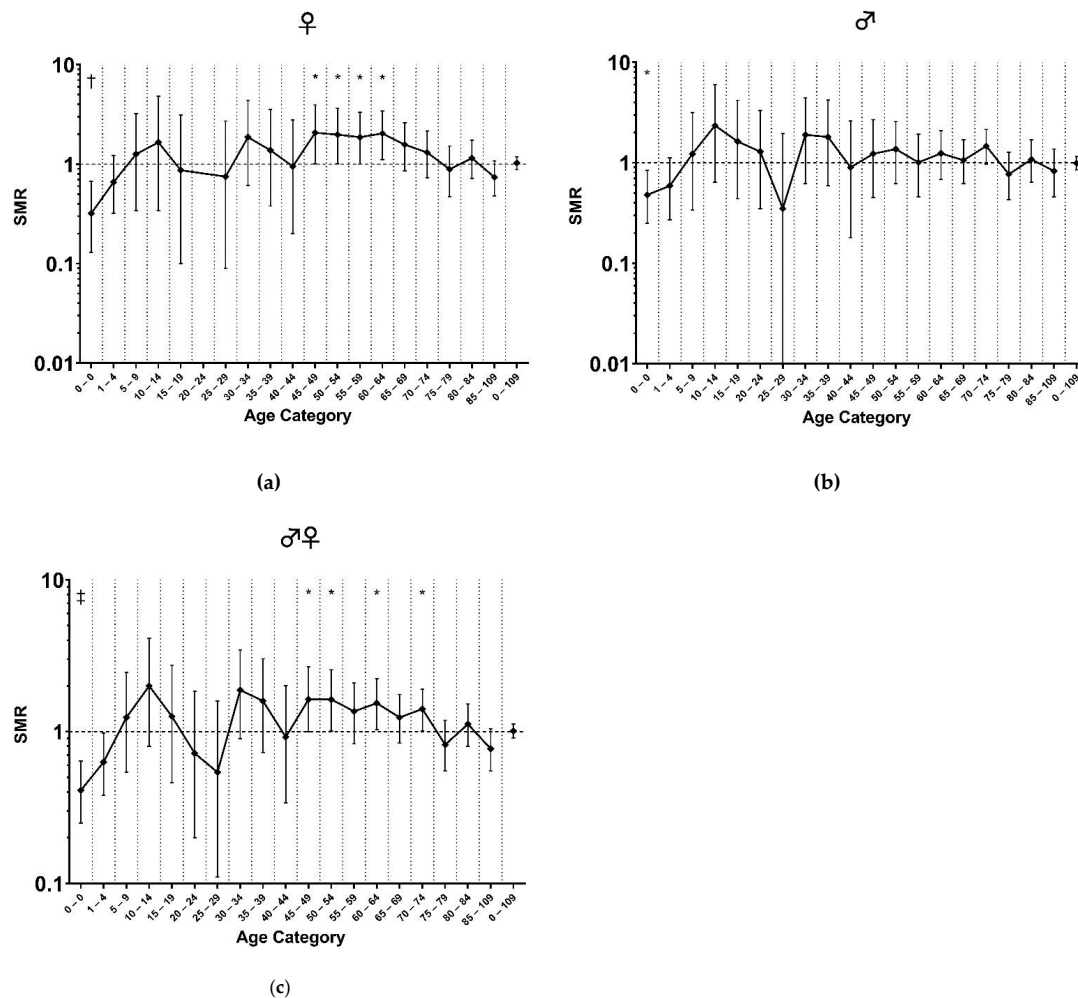 ♀
10
† * * * *
1
0.1
0.01
SMR
0–0 1–4 5–9 10–14 15–19 20–24 25–29 30–34 35–39 40–44 45–49 50–54 55–59 60–64 65–69 70–74 75–79 80–84 85–109 0–109
Age Category
(a)
♂
10
*
1
0.1
0.01
SMR
0–0 1–4 5–9 10–14 15–19 20–24 25–29 30–34 35–39 40–44 45–49 50–54 55–59 60–64 65–69 70–74 75–79 80–84 85–109 0–109
Age Category
(b)
♂♀
10
‡ * * * *
1
0.1
SMR
0–0 1–4 5–9 10–14 15–19 20–24 25–29 30–34 35–39 40–44 45–49 50–54 55–59 60–64 65–69 70–74 75–79 80–84 85–109 0–109
Age Category
(c)